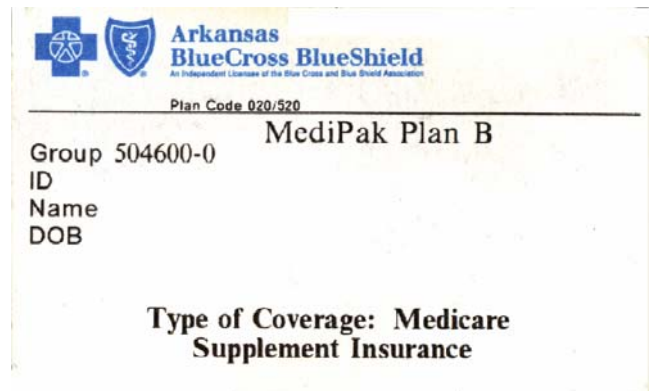 Arkansas
BlueCross BlueShield
An Independent Licensee of the Blue Cross and Blue Shield Association
Plan Code 020/520
MediPak Plan B
Group 504600-0
ID
Name
DOB
Type of Coverage: Medicare
Supplement Insurance